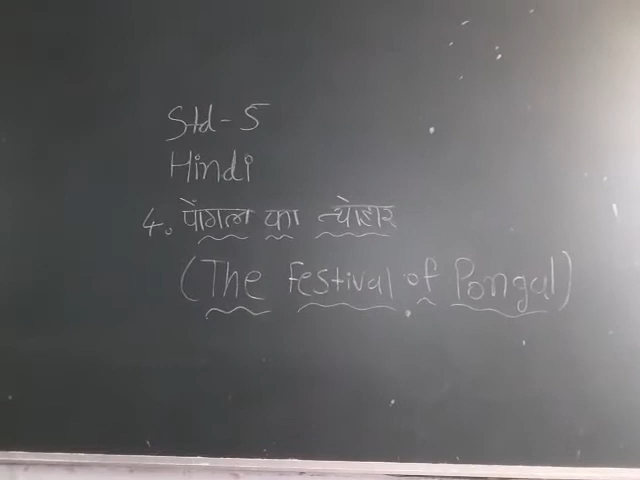 Std - 5
Hindi
4. पोंगल का त्योहार
(The Festival of Pongal)